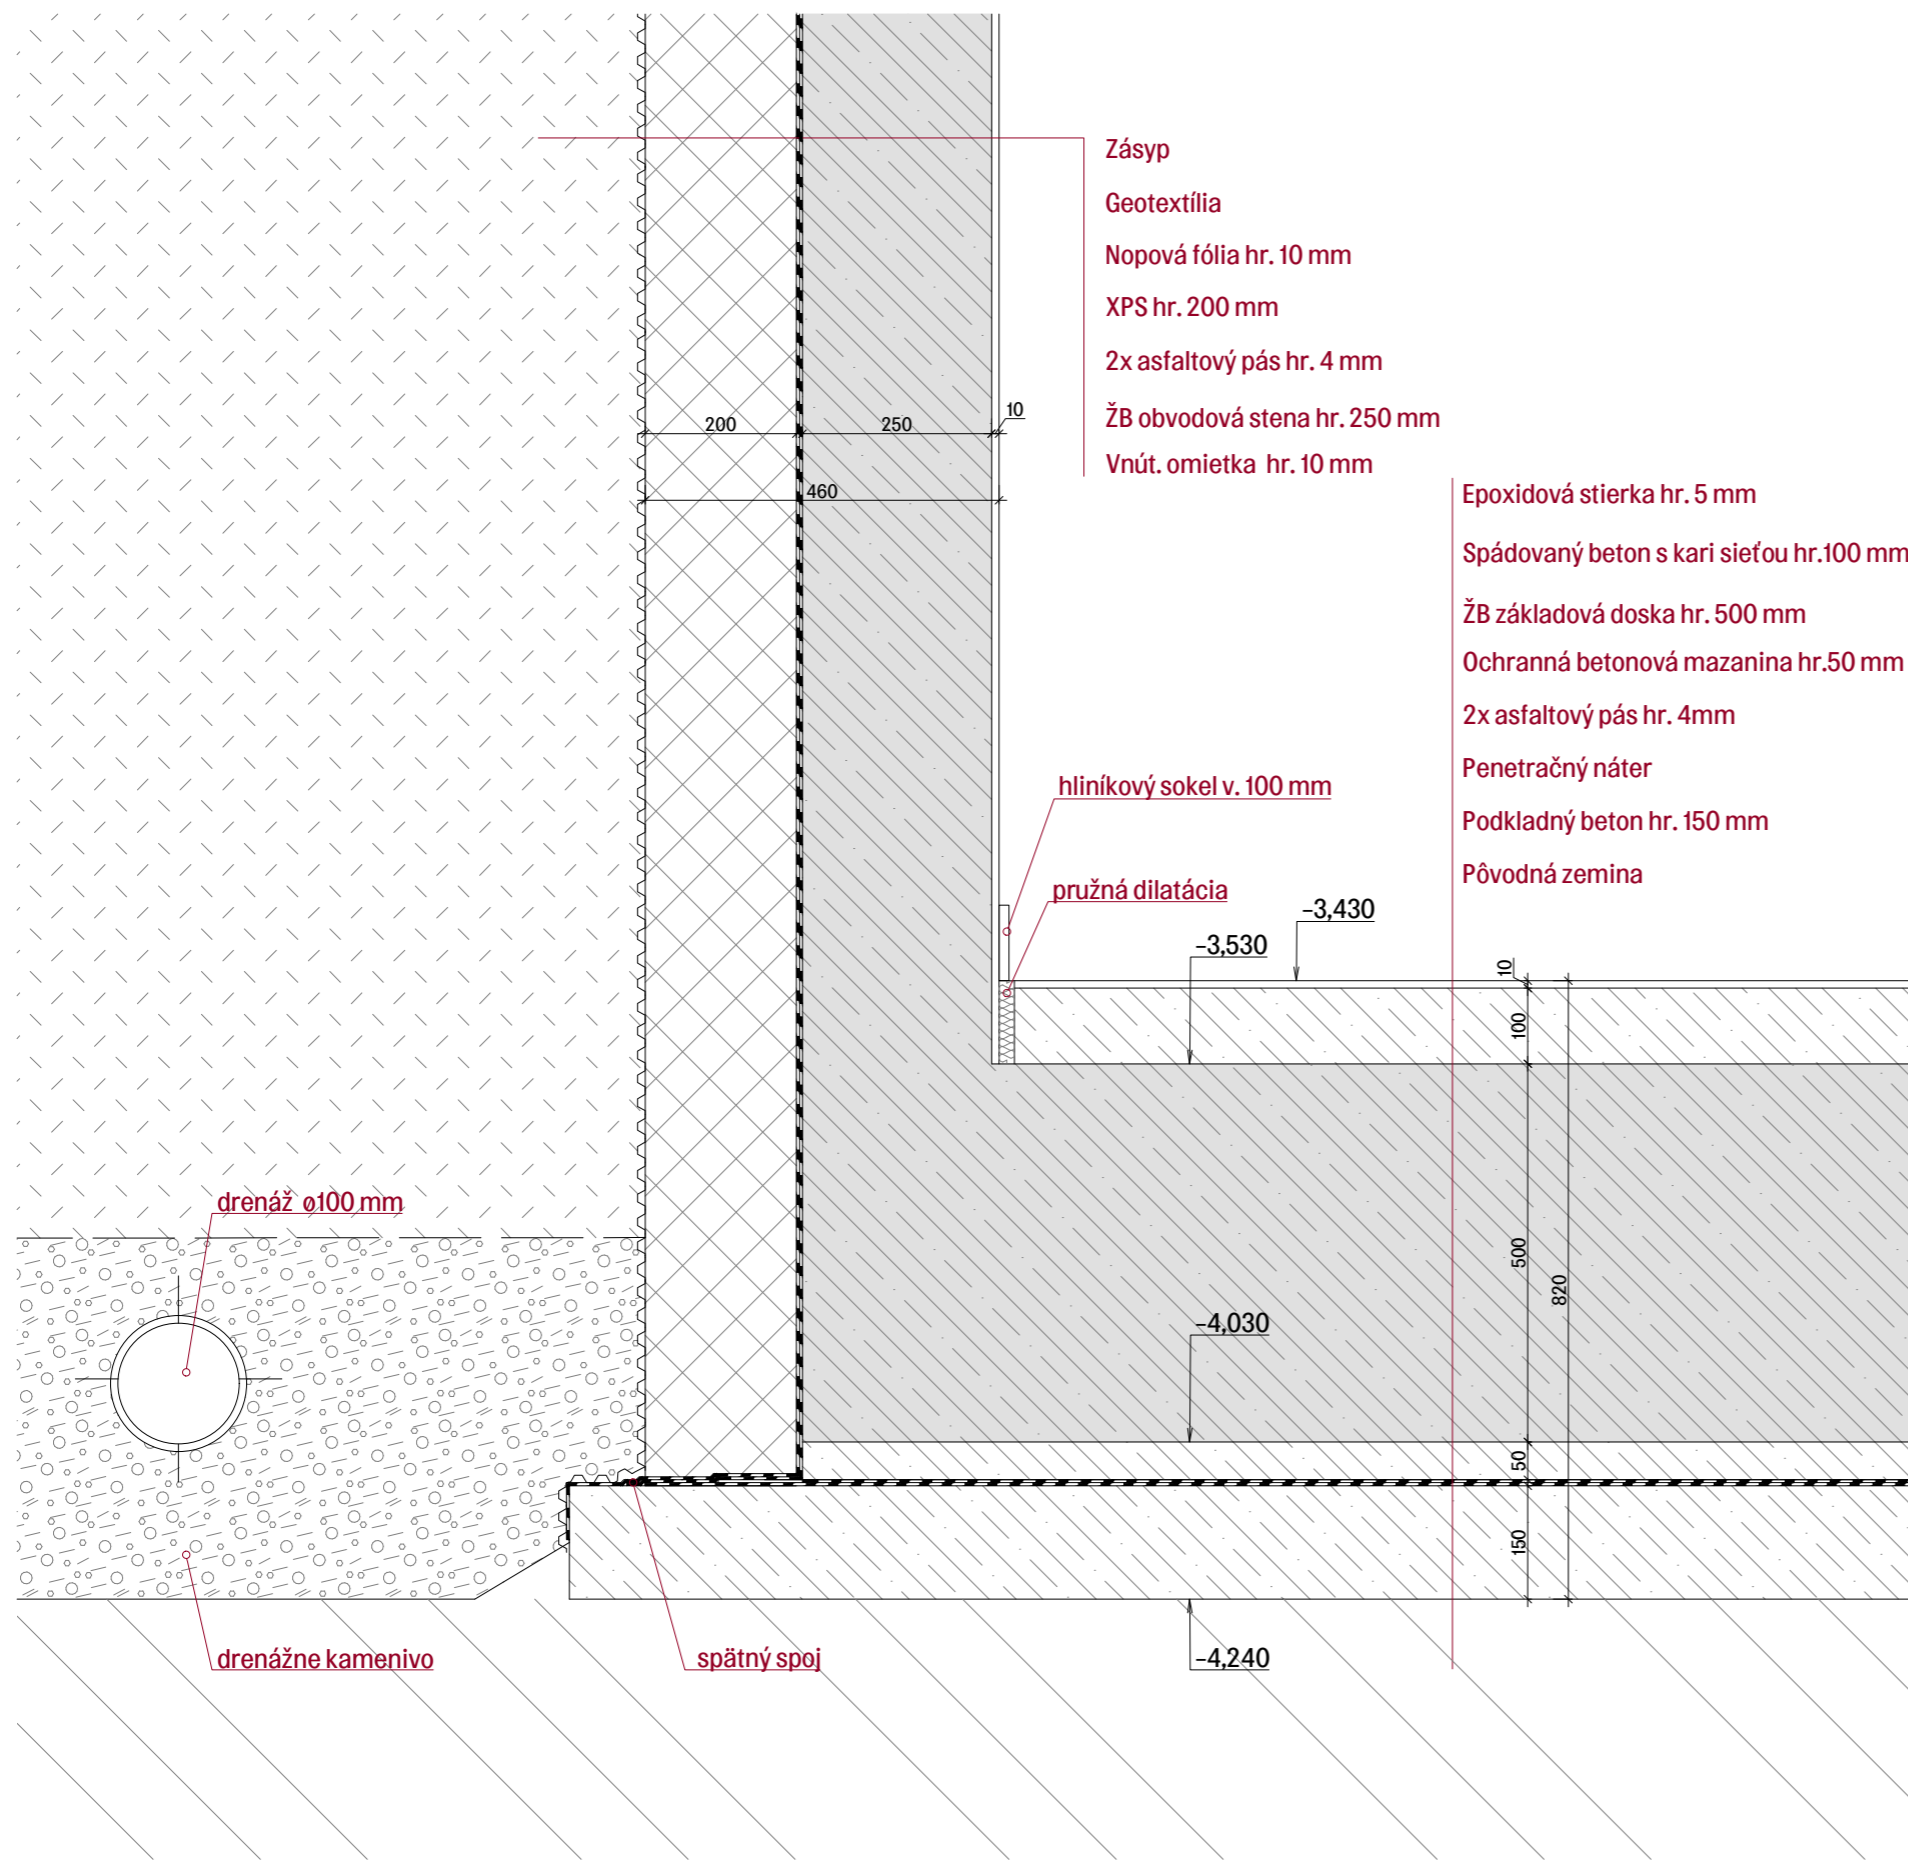 Zásyp
Geotextília
Nopová fólia hr. 10 mm
XPS hr. 200 mm
2x asfaltový pás hr. 4 mm
ŽB obvodová stena hr. 250 mm
Vnút. omietka hr. 10 mm
200
250
10
460
Epoxidová stierka hr. 5 mm
Spádovaný beton s kari sieťou hr.100 mm
ŽB základová doska hr. 500 mm
Ochranná betonová mazanina hr.50 mm
2x asfaltový pás hr. 4mm
Penetračný náter
Podkladný beton hr. 150 mm
Pôvodná zemina
hliníkový sokel v. 100 mm
pružná dilatácia
-3,430
-3,530
10
100
500
820
50
150
drenáž ø100 mm
-4,030
drenážne kamenivo
spätný spoj
-4,240